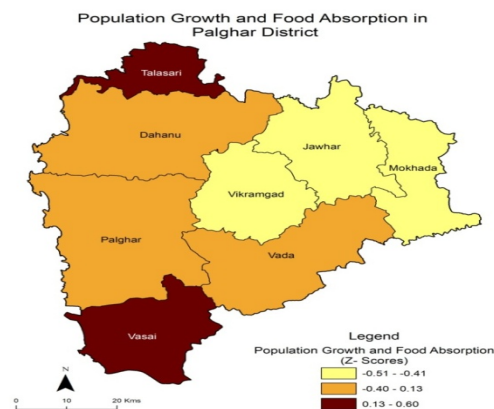 Population Growth and Food Absorption in
Palghar District
Talasari
Dahanu
Jawhar
Mokhada
Vikramgad
Palghar
Vada
Vasai
Legend
Population Growth and Food Absorption
(Z- Scores)
-0.51 - -0.41
-0.40 - 0.13
0.13 - 0.60
N
0 10 20 Kms